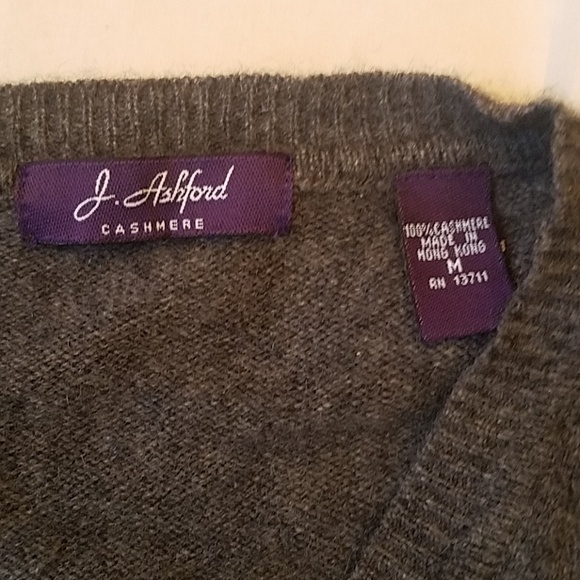 J. Ashford
CASHMERE
100% CASHMERE
MADE IN
HONG KONG
M
RN 13711